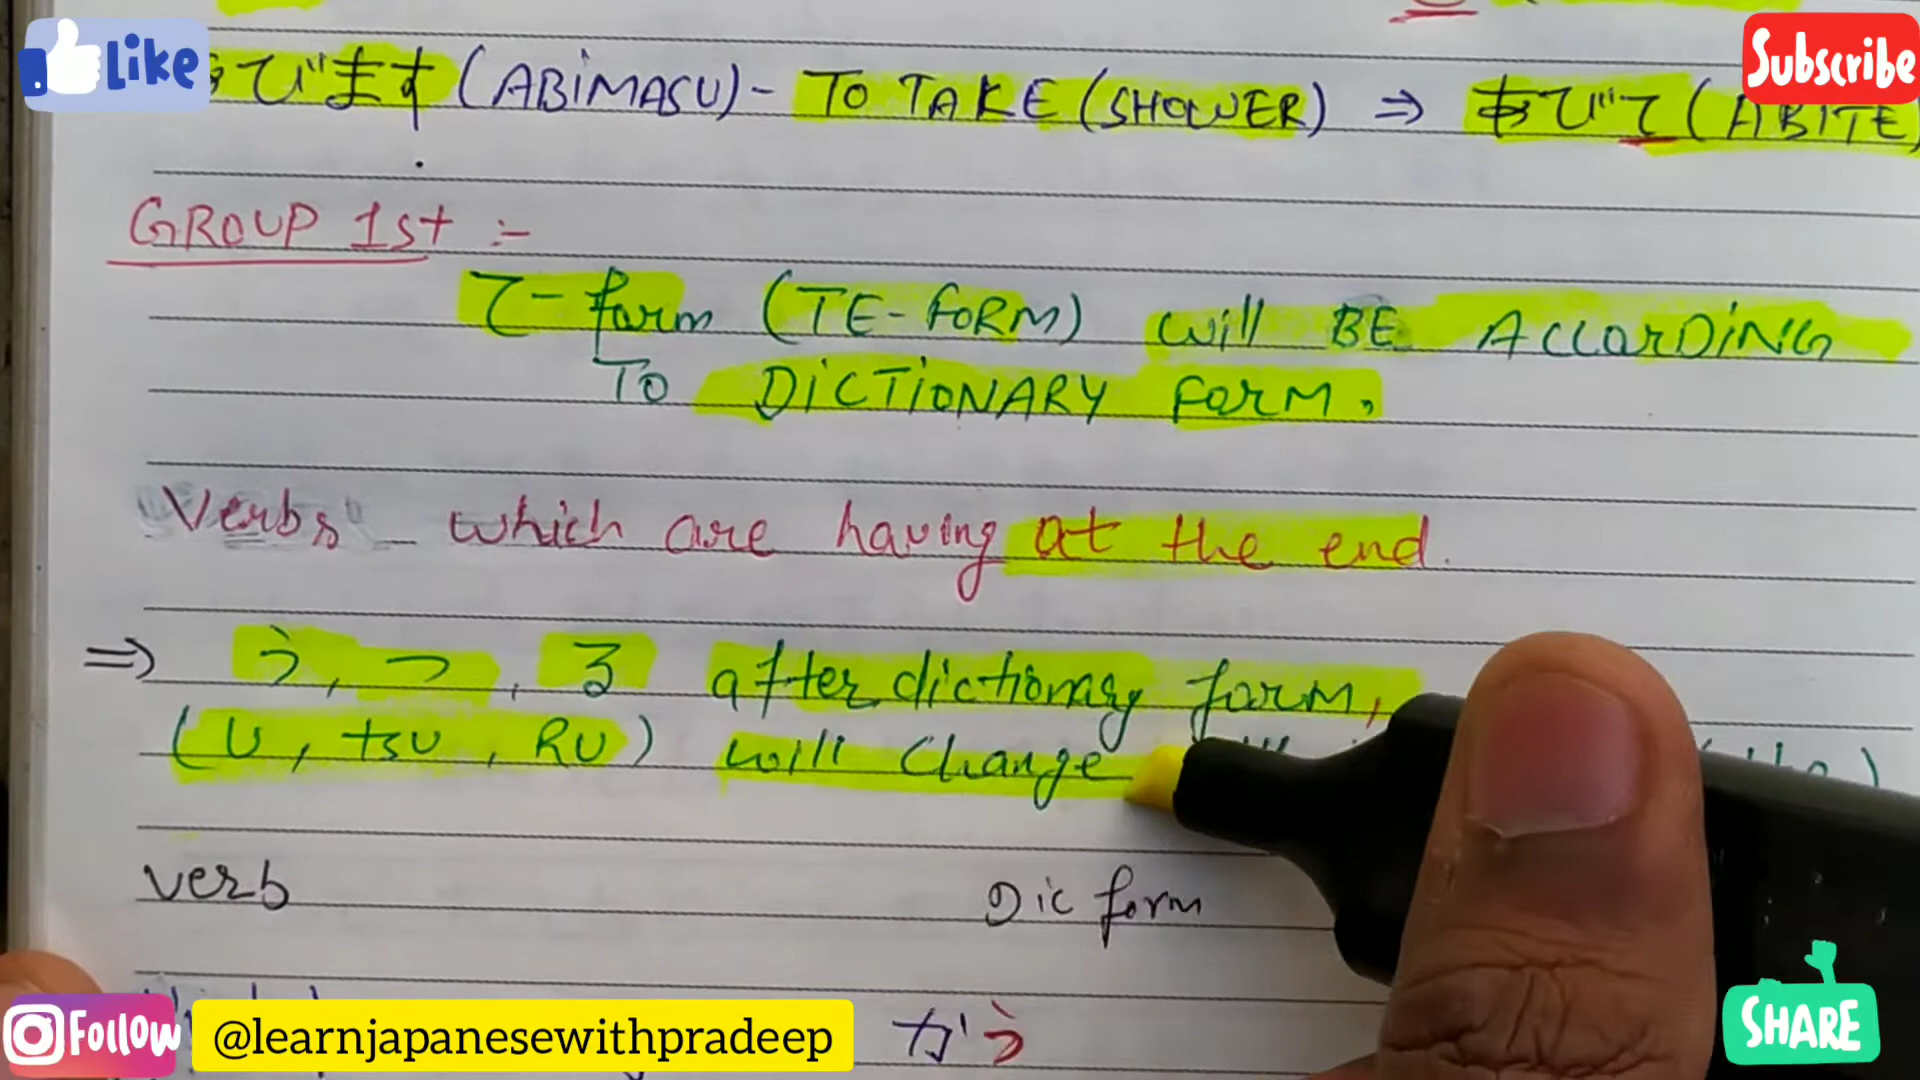 Like
Subscribe
びます (ABIMASU) - TO TAKE (SHOWER) ⇒ あびて (ABITE)
GROUP 1st :-
て- form (TE-FORM) will BE ACCORDING
TO DICTIONARY FORM.
"Verbs" which are having at the end.
⇒ う, つ, る after dictionary form,
(U, tsU, RU) will change
verb Dic form
かう
Follow
@learnjapanesewithpradeep
SHARE